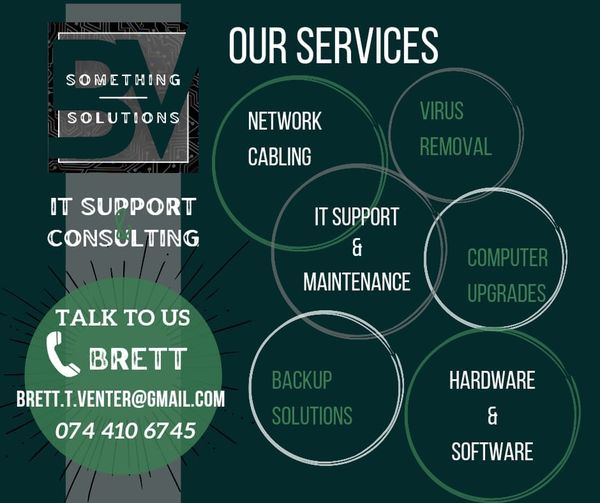 BV
SOMETHING
SOLUTIONS
IT SUPPORT
&
CONSULTING
TALK TO US
BRETT
BRETT.T.VENTER@GMAIL.COM
074 410 6745
OUR SERVICES
NETWORK
CABLING
VIRUS
REMOVAL
IT SUPPORT
&
MAINTENANCE
COMPUTER
UPGRADES
BACKUP
SOLUTIONS
HARDWARE
&
SOFTWARE